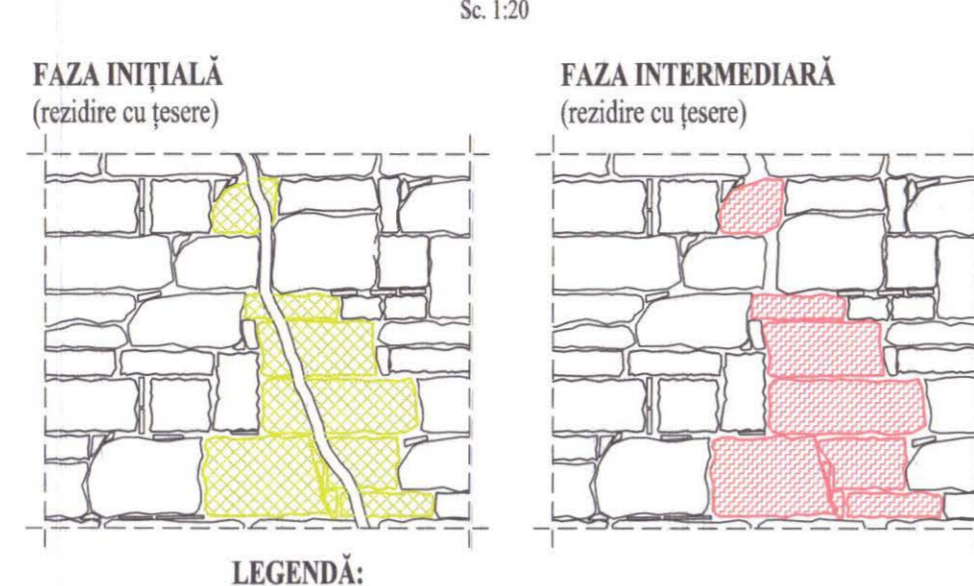 Sc. 1:20
FAZA INIȚIALĂ
(rezidire cu țesere)
FAZA INTERMEDIARĂ
(rezidire cu țesere)
LEGENDĂ: